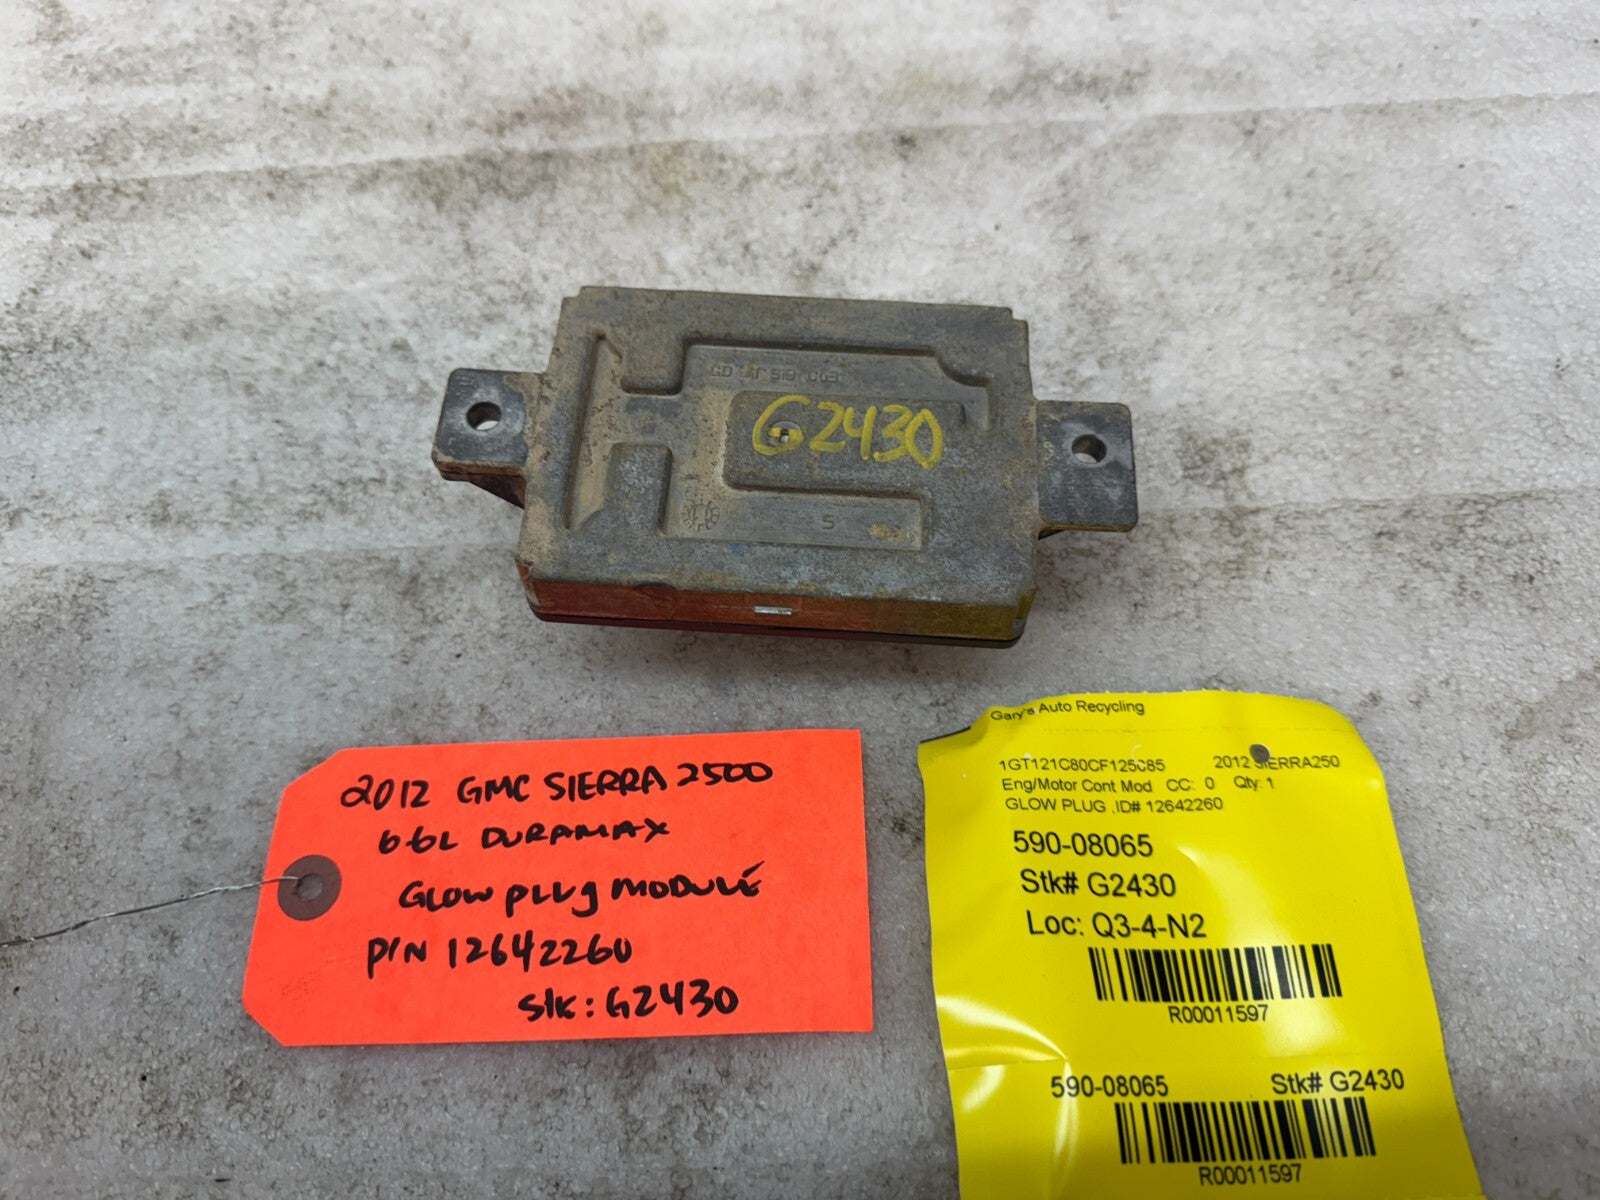 G2430
5
2012 GMC SIERRA 2500
6.6L DURAMAX
GLOW PLUG MODULE
P/N 12642260
Stk: G2430
Gary's Auto Recycling
1GT121C80CF125085 2012 SIERRA250
Eng/Motor Cont Mod CC: 0 Qty: 1
GLOW PLUG ,ID# 12642260
590-08065
Stk# G2430
Loc: Q3-4-N2
R00011597
590-08065 Stk# G2430
R00011597